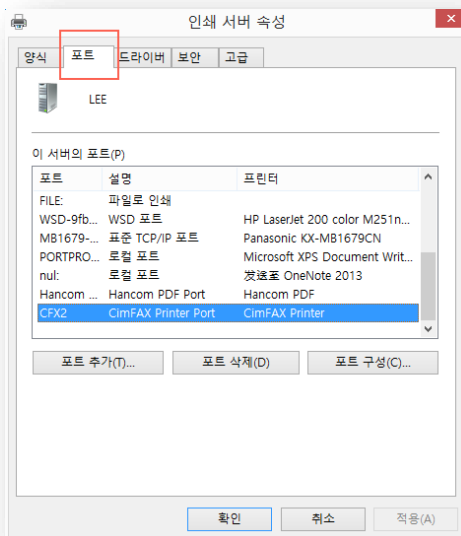 인쇄 서버 속성
양식 포트 드라이버 보안 고급
LEE
이 서버의 포트(P)
포트 설명 프린터
FILE: 파일로 인쇄
WSD-9fb... WSD 포트 HP LaserJet 200 color M251n...
MB1679-... 표준 TCP/IP 포트 Panasonic KX-MB1679CN
PORTPRO... 로컬 포트 Microsoft XPS Document Writ...
nul: 로컬 포트 发送至 OneNote 2013
Hancom ... Hancom PDF Port Hancom PDF
CFX2 CimFAX Printer Port CimFAX Printer
포트 추가(T)... 포트 삭제(D) 포트 구성(C)...
확인 취소 적용(A)